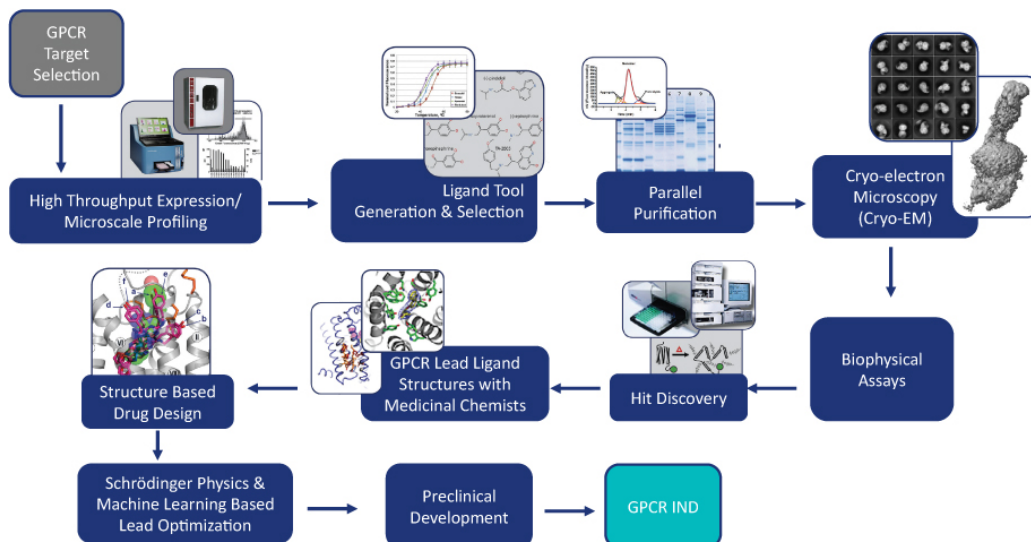 GPCR
Target
Selection
High Throughput Expression/
Microscale Profiling
Temperature, °C
Ligand Tool
Generation & Selection
Parallel
Purification
Cryo-electron
Microscopy
(Cryo-EM)
Biophysical
Assays
Hit Discovery
GPCR Lead Ligand
Structures with
Medicinal Chemists
Structure Based
Drug Design
Schrödinger Physics &
Machine Learning Based
Lead Optimization
Preclinical
Development
GPCR IND